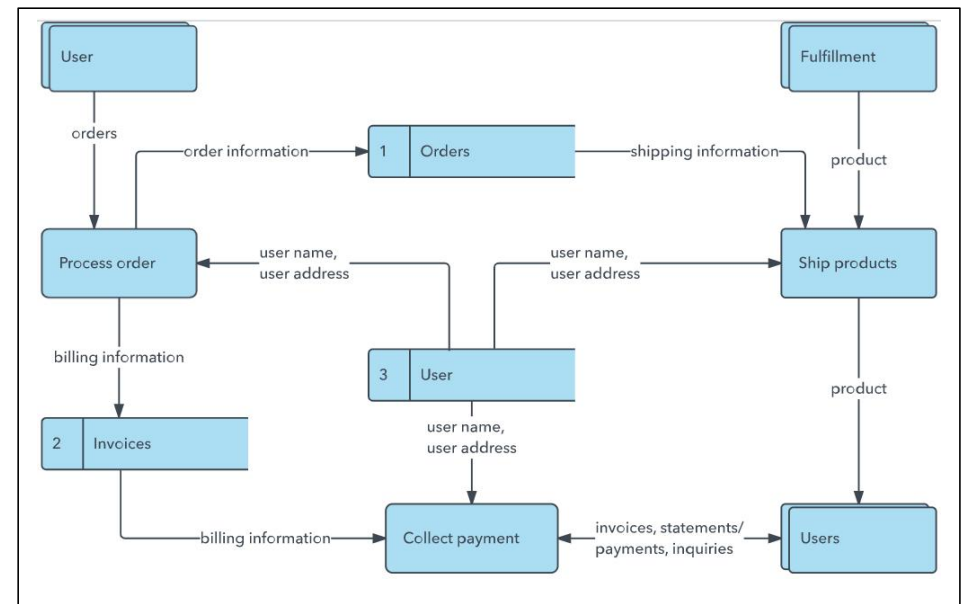 User
Fulfillment
orders
order information
1 Orders
shipping information
product
Process order
user name,
user address
user name,
user address
Ship products
billing information
3 User
product
user name,
user address
2 Invoices
billing information
Collect payment
invoices, statements/
payments, inquiries
Users